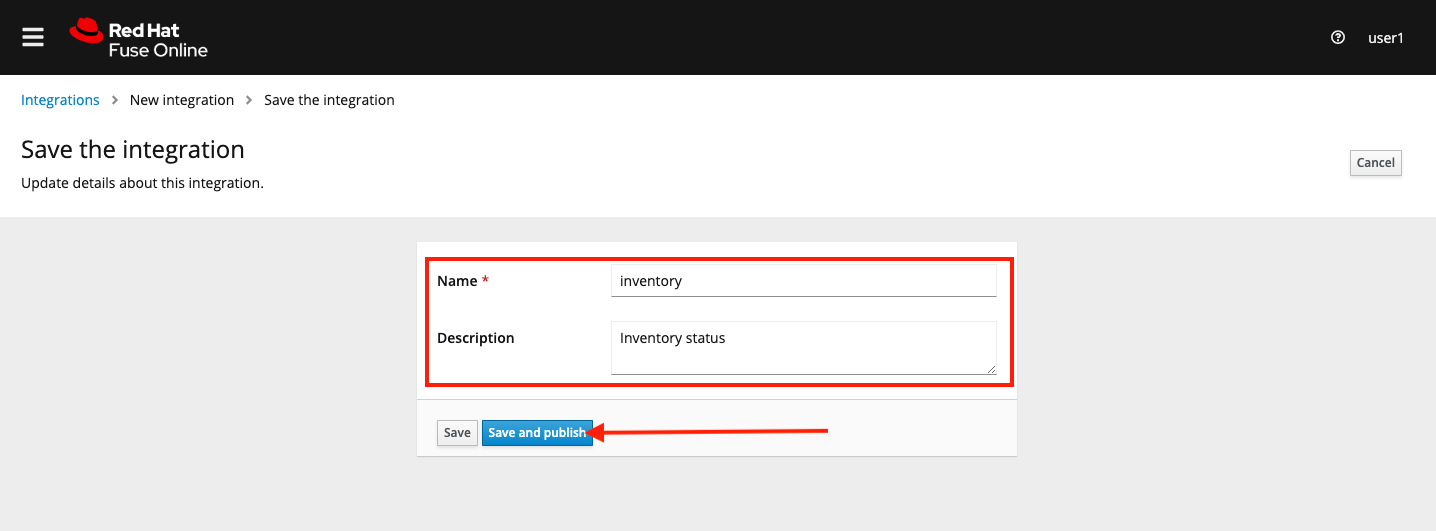 Red Hat
Fuse Online
user1
Integrations > New integration > Save the integration
Save the integration
Cancel
Update details about this integration.
Name * inventory
Description Inventory status
Save Save and publish